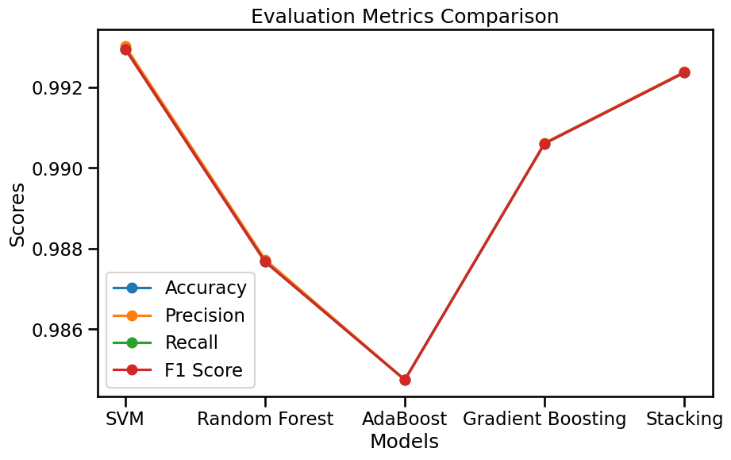 Evaluation Metrics Comparison
Scores
0.992
0.990
0.988
0.986
Accuracy
Precision
Recall
F1 Score
SVM Random Forest AdaBoost Gradient Boosting Stacking
Models